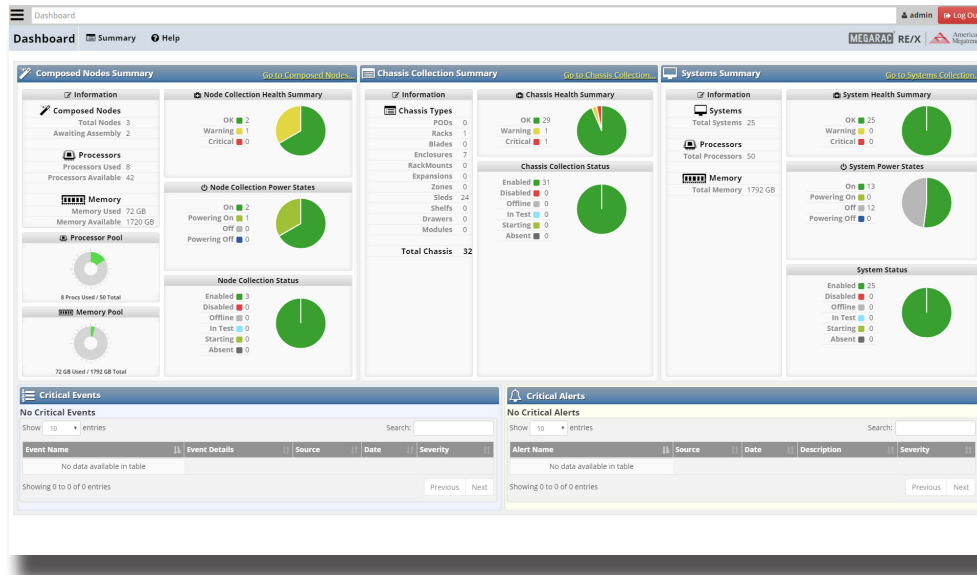 Dashboard
admin
Log Ou
Dashboard Summary Help
MEGARAC RE/X America
Megatrend
Composed Nodes Summary Go to Composed Nodes...
Information
Composed Nodes
Total Nodes 3
Awaiting Assembly 2
Processors
Processors Used 8
Processors Available 42
Memory
Memory Used 72 GB
Memory Available 1720 GB
Processor Pool
8 Procs Used / 50 Total
Memory Pool
72 GB Used / 1792 GB Total
Node Collection Health Summary
OK 2
Warning 1
Critical 0
Node Collection Power States
On 2
Powering On 1
Off 0
Powering Off 0
Node Collection Status
Enabled 3
Disabled 0
Offline 0
In Test 0
Starting 0
Absent 0
Chassis Collection Summary Go to Chassis Collection...
Information
Chassis Types
PODs 0
Racks 1
Blades 0
Enclosures 7
RackMounts 0
Expansions 0
Zones 0
Sleds 24
Shelfs 0
Drawers 0
Modules 0
Total Chassis 32
Chassis Health Summary
OK 29
Warning 1
Critical 1
Chassis Collection Status
Enabled 31
Disabled 0
Offline 0
In Test 0
Starting 0
Absent 0
Systems Summary Go to Systems Collection...
Information
Systems
Total Systems 25
Processors
Total Processors 50
Memory
Total Memory 1792 GB
System Health Summary
OK 25
Warning 0
Critical 0
System Power States
On 13
Powering On 0
Off 12
Powering Off 0
System Status
Enabled 25
Disabled 0
Offline 0
In Test 0
Starting 0
Absent 0
Critical Events
No Critical Events
Show 10 entries Search:
Event Name Event Details Source Date Severity
No data available in table
Showing 0 to 0 of 0 entries Previous Next
Critical Alerts
No Critical Alerts
Show 10 entries Search:
Alert Name Source Date Description Severity
No data available in table
Showing 0 to 0 of 0 entries Previous Next